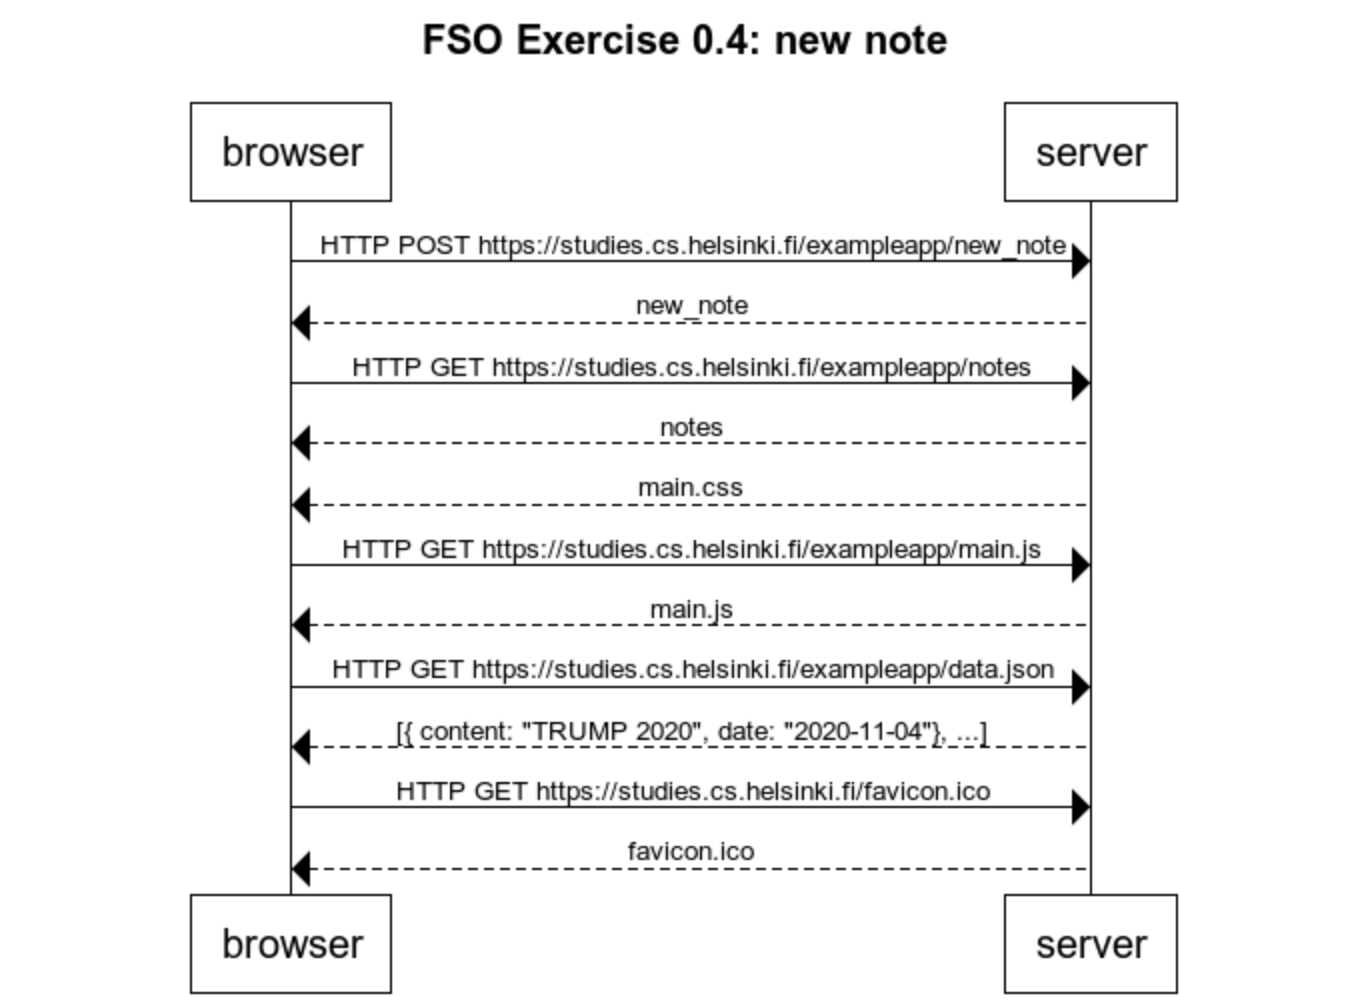 FSO Exercise 0.4: new note
browser
server
HTTP POST https://studies.cs.helsinki.fi/exampleapp/new_note
new_note
HTTP GET https://studies.cs.helsinki.fi/exampleapp/notes
notes
main.css
HTTP GET https://studies.cs.helsinki.fi/exampleapp/main.js
main.js
HTTP GET https://studies.cs.helsinki.fi/exampleapp/data.json
[{ content: "TRUMP 2020", date: "2020-11-04"}, ...]
HTTP GET https://studies.cs.helsinki.fi/favicon.ico
favicon.ico
browser
server